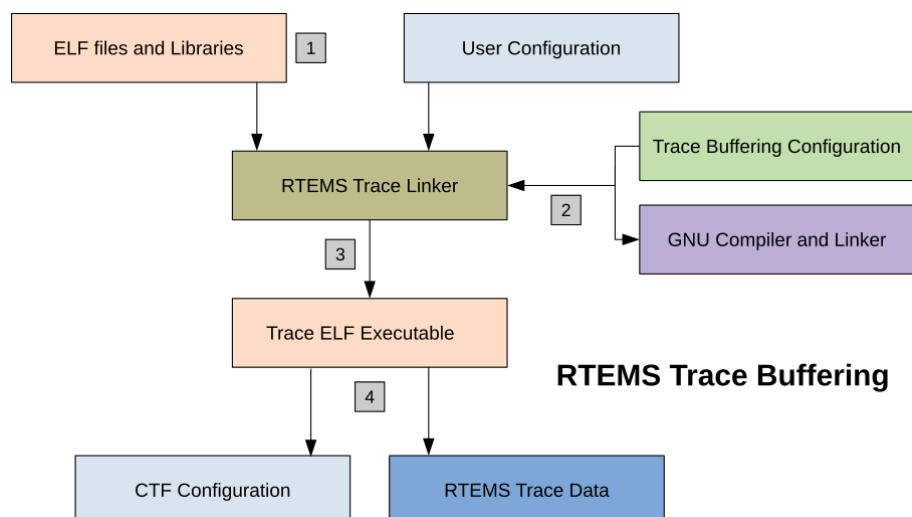 ELF files and Libraries
1
User Configuration
Trace Buffering Configuration
RTEMS Trace Linker
2
GNU Compiler and Linker
3
Trace ELF Executable
RTEMS Trace Buffering
4
CTF Configuration
RTEMS Trace Data